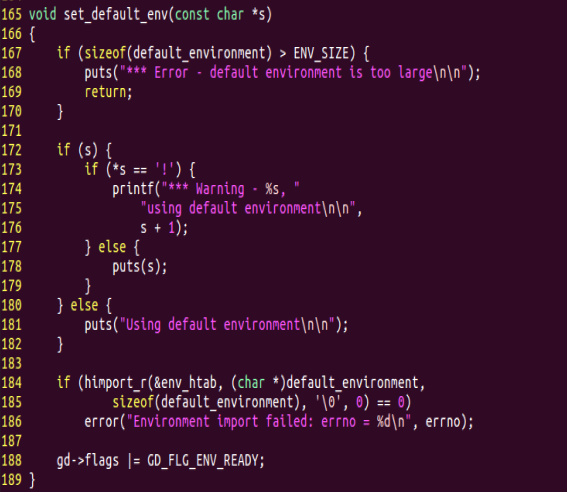 165 void set_default_env(const char *s)
166 {
167     if (sizeof(default_environment) > ENV_SIZE) {
168         puts("*** Error - default environment is too large\n\n");
169         return;
170     }
171
172     if (s) {
173         if (*s == '!') {
174             printf("*** Warning - %s, "
175                 "using default environment\n\n",
176                 s + 1);
177         } else {
178             puts(s);
179         }
180     } else {
181         puts("Using default environment\n\n");
182     }
183
184     if (himport_r(&env_htab, (char *)default_environment,
185             sizeof(default_environment), '\0', 0) == 0)
186         error("Environment import failed: errno = %d\n", errno);
187
188     gd->flags |= GD_FLG_ENV_READY;
189 }